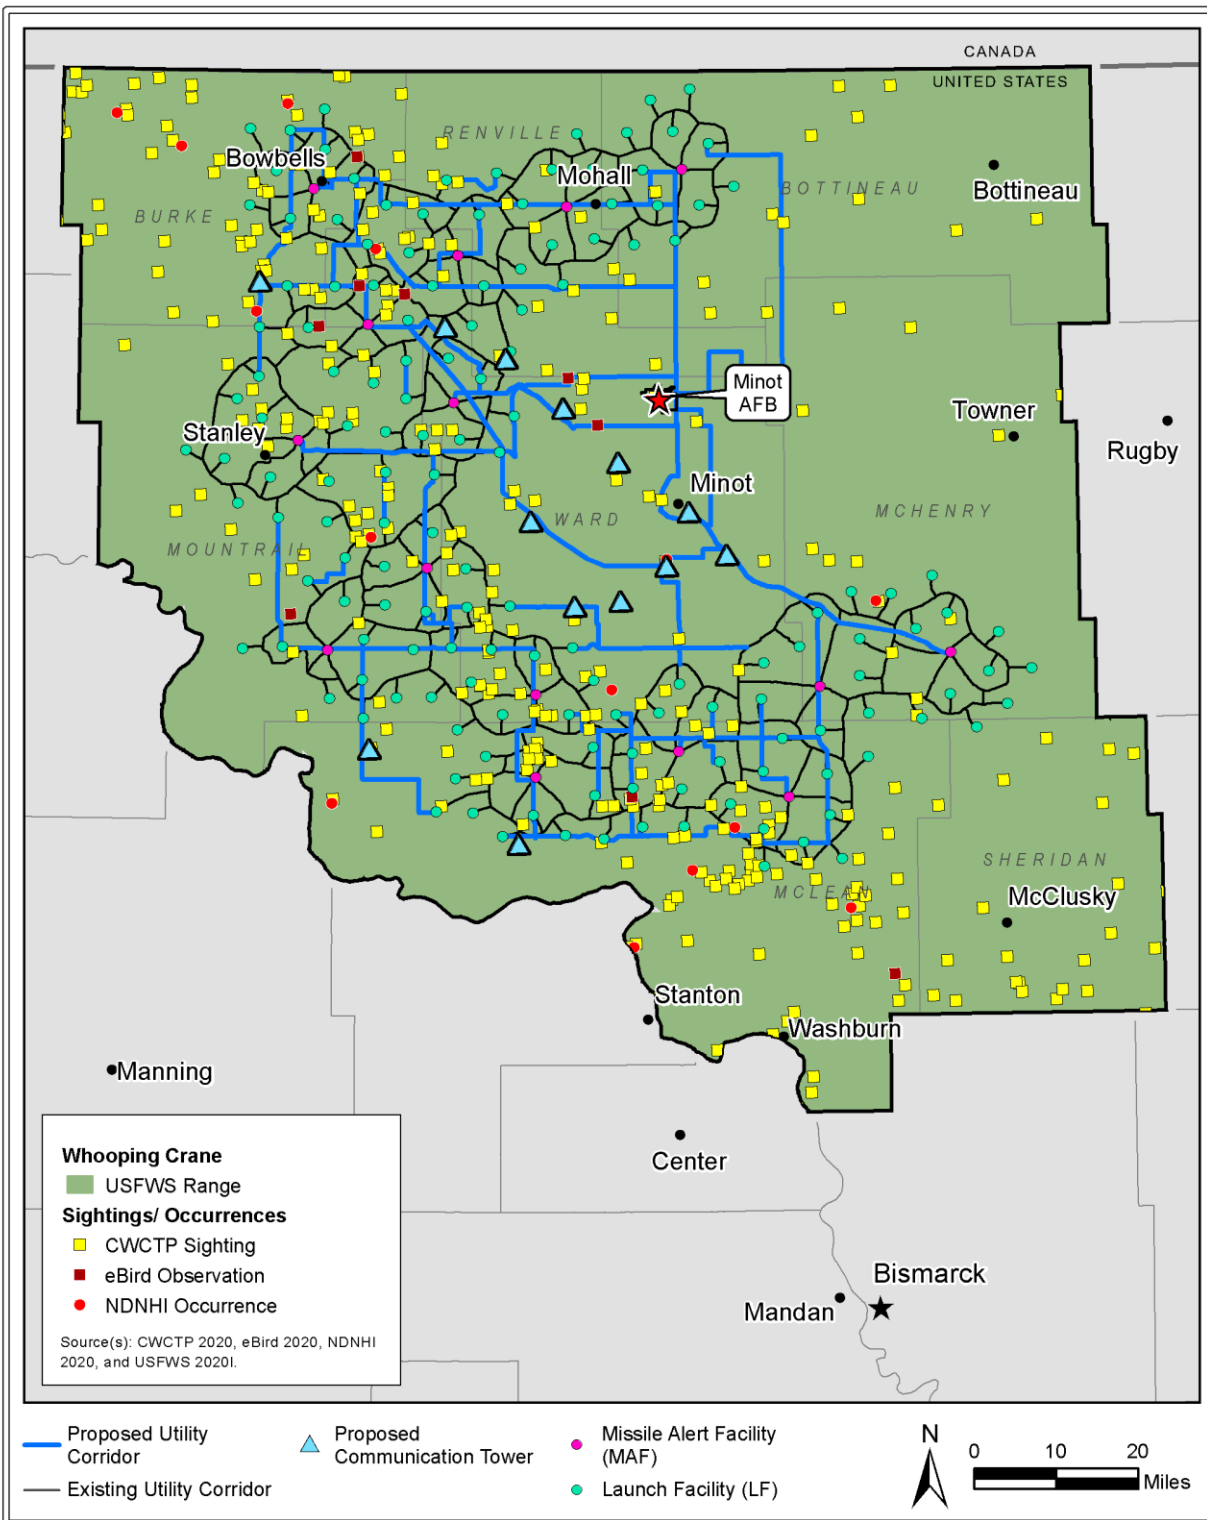 CANADA
UNITED STATES
RENVILLE
Bowbells
Mohall
BOTTINEAU
Bottineau
BURKE
Minot
AFB
Towner
Stanley
Rugby
Minot
WARD
MCHENRY
MOUNTRAIL
SHERIDAN
MCLEAN
McClusky
Stanton
Washburn
Manning
Center
Bismarck
Mandan
Whooping Crane
USFWS Range
Sightings/ Occurrences
CWCTP Sighting
eBird Observation
NDNHI Occurrence
Source(s): CWCTP 2020, eBird 2020, NDNHI
2020, and USFWS 2020l.
Proposed Utility
Corridor
Existing Utility Corridor
Proposed
Communication Tower
Missile Alert Facility
(MAF)
Launch Facility (LF)
N
0 10 20
Miles